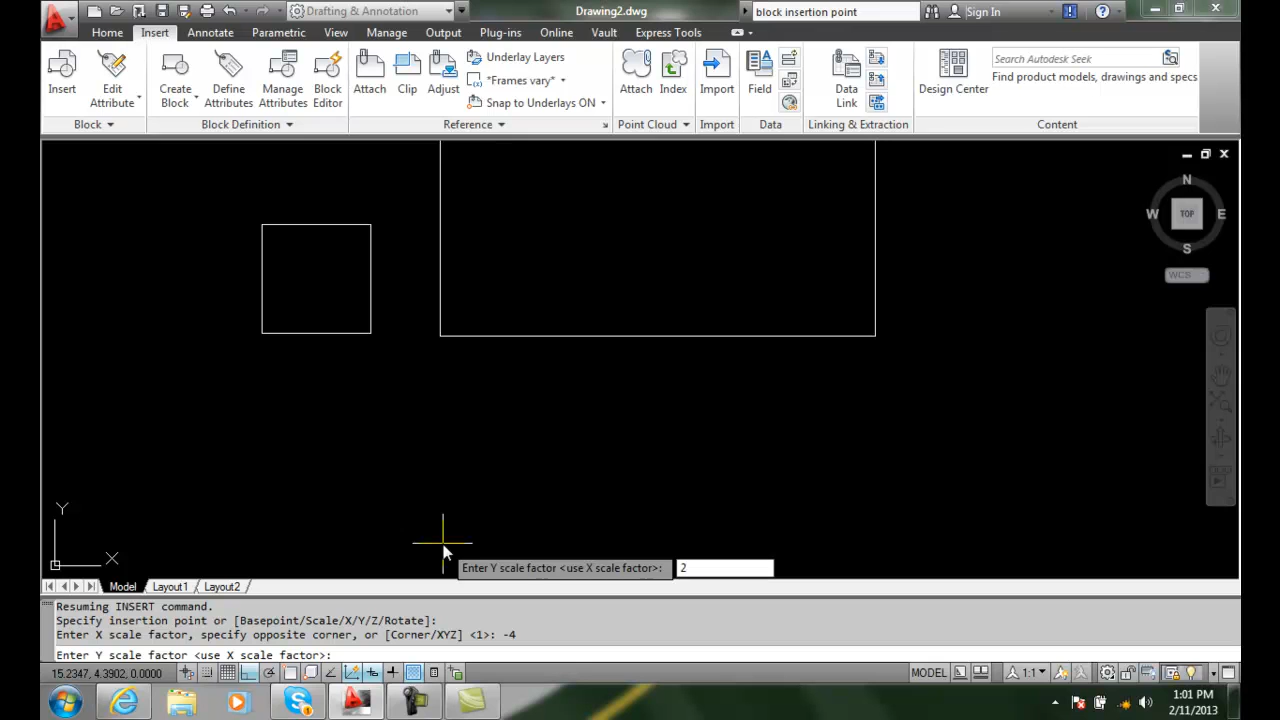 Drafting & Annotation
Drawing2.dwg
block insertion point
Sign In
Home Insert Annotate Parametric View Manage Output Plug-ins Online Vault Express Tools
Insert
Edit Attribute
Create Block
Define Attributes
Manage Attributes
Block Editor
Attach
Clip
Adjust
Underlay Layers
*Frames vary*
Snap to Underlays ON
Attach
Index
Import
Field
Data Link
Design Center
Search Autodesk Seek
Find product models, drawings and specs
Block
Block Definition
Reference
Point Cloud
Import
Data
Linking & Extraction
Content
N
W TOP E
S
WCS
Y
X
Enter Y scale factor <use X scale factor>: 2
Model Layout1 Layout2
Resuming INSERT command.
Specify insertion point or [Basepoint/Scale/X/Y/Z/Rotate]:
Enter X scale factor, specify opposite corner, or [Corner/XYZ] <1>: -4
Enter Y scale factor <use X scale factor>:
15.2347, 4.3902, 0.0000
MODEL
1:1
1:01 PM
2/11/2013